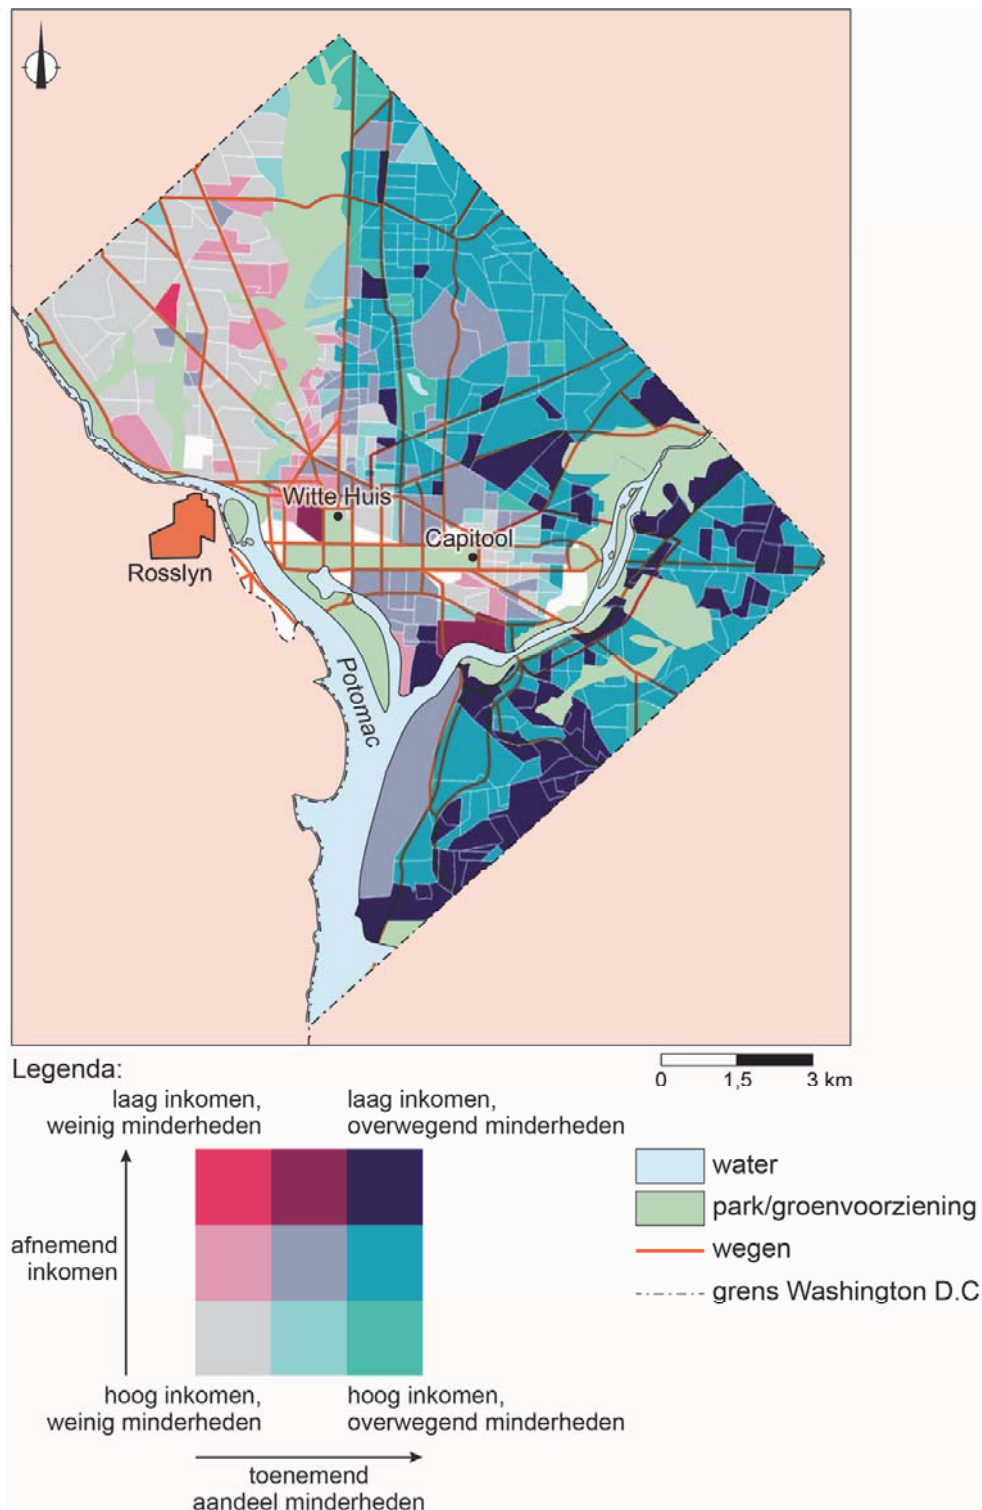 Witte Huis
Capitool
Rosslyn
Potomac
Legenda:
0 1,5 3 km
laag inkomen,
weinig minderheden
laag inkomen,
overwegend minderheden
afnemend
inkomen
hoog inkomen,
weinig minderheden
hoog inkomen,
overwegend minderheden
toenemend
aandeel minderheden
water
park/groenvoorziening
wegen
grens Washington D.C